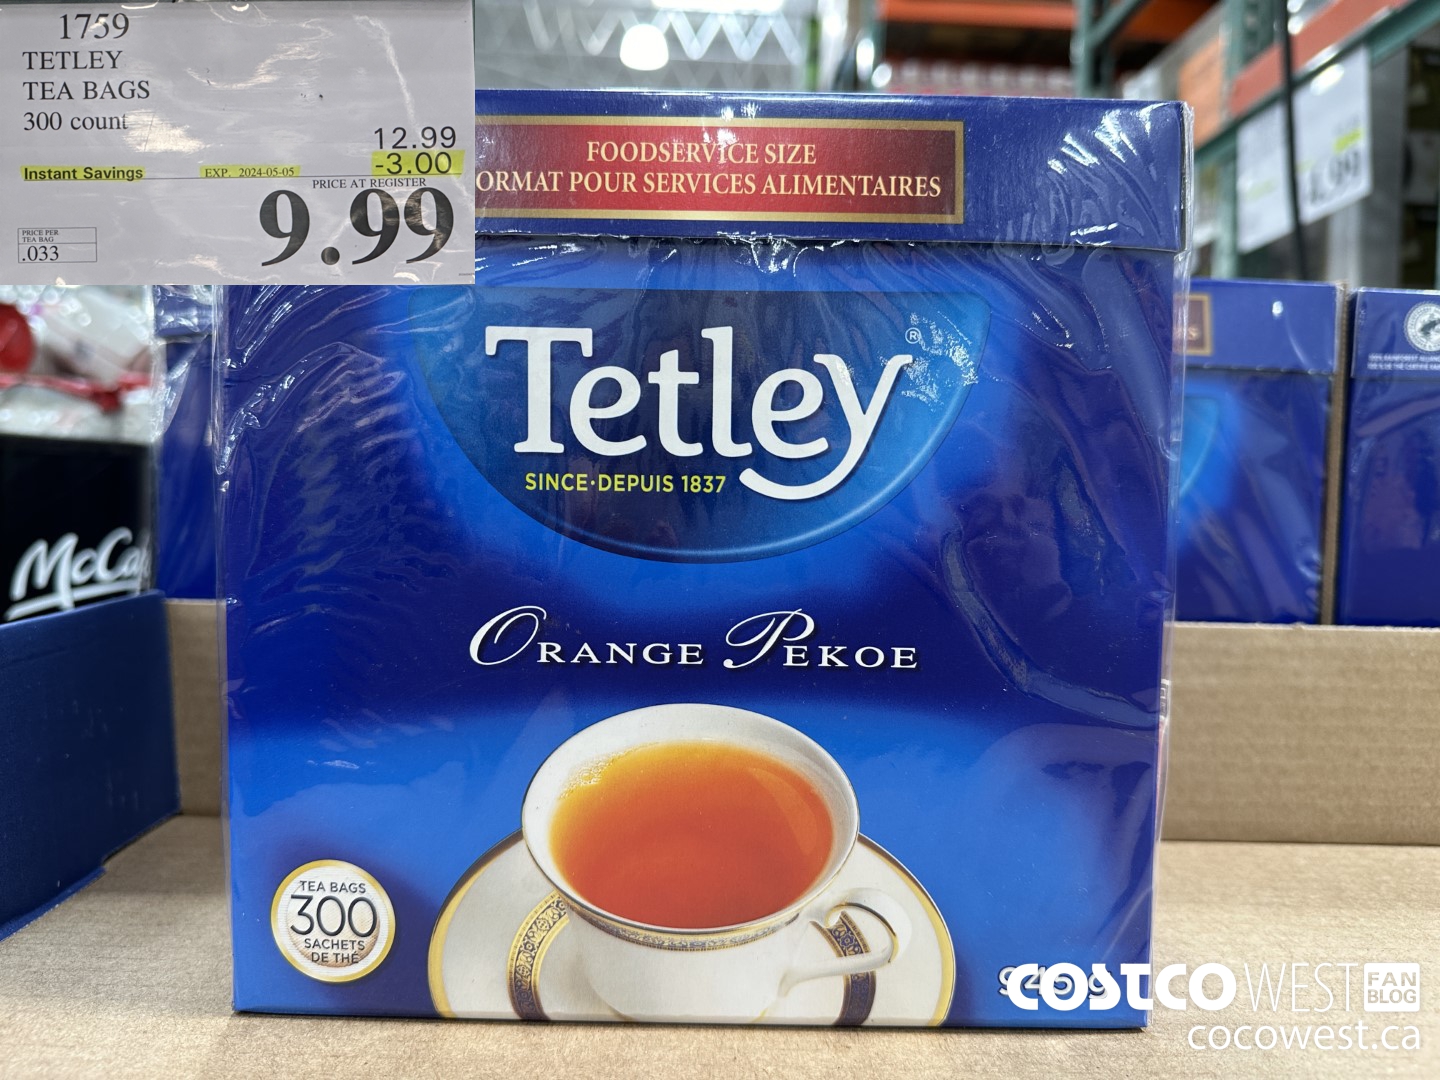 1759
TETLEY
TEA BAGS
300 count
12.99
-3.00
Instant Savings
EXP. 2024-05-05
PRICE AT REGISTER
9.99
PRICE PER
TEA BAG
.033
FOODSERVICE SIZE
ORMAT POUR SERVICES ALIMENTAIRES
Tetley®
SINCE·DEPUIS 1837
ORANGE PEKOE
TEA BAGS
300
SACHETS
DE THÉ
McCa
COSTCO WEST FAN BLOG
cocowest.ca